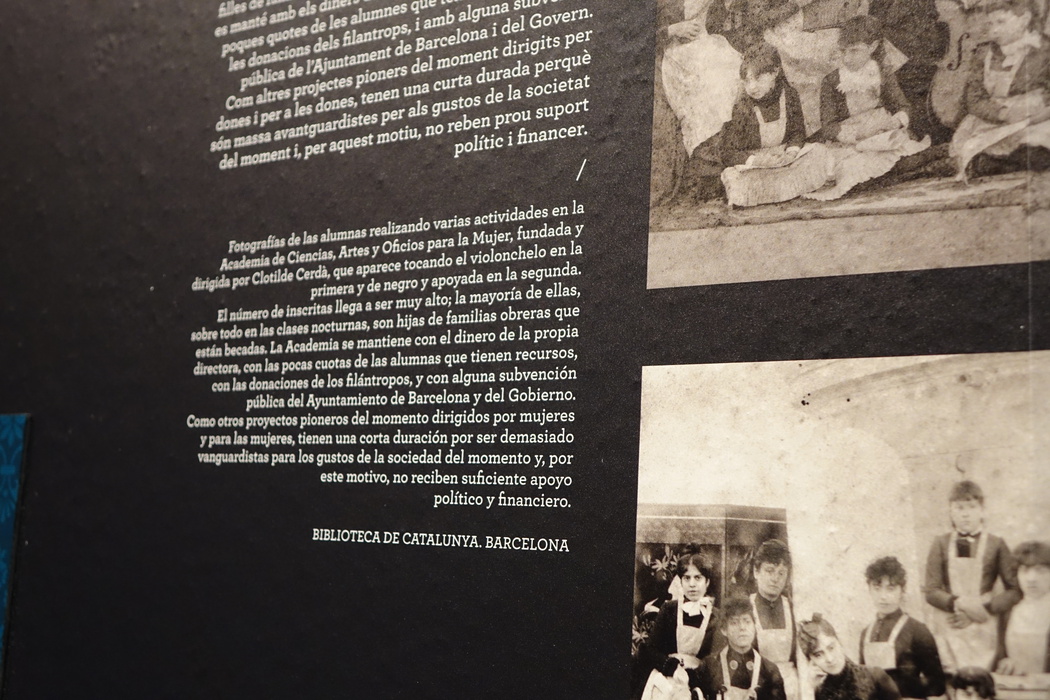 filles de
es manté amb els diners
poques quotes de les alumnes que
les donacions dels filantrops, i amb alguna
pública de l'Ajuntament de Barcelona i del Govern.
Com altres projectes pioners del moment dirigits per
dones i per a les dones, tenen una curta durada perquè
són massa avantguardistes per als gustos de la societat
del moment i, per aquest motiu, no reben prou suport
polític i financer.
/
Fotografías de las alumnas realizando varias actividades en la
Academia de Ciencias, Artes y Oficios para la Mujer, fundada y
dirigida por Clotilde Cerdà, que aparece tocando el violonchelo en la
primera y de negro y apoyada en la segunda.
El número de inscritas llega a ser muy alto; la mayoría de ellas,
sobre todo en las clases nocturnas, son hijas de familias obreras que
están becadas. La Academia se mantiene con el dinero de la propia
directora, con las pocas cuotas de las alumnas que tienen recursos,
con las donaciones de los filántropos, y con alguna subvención
pública del Ayuntamiento de Barcelona y del Gobierno.
Como otros proyectos pioneros del momento dirigidos por mujeres
y para las mujeres, tienen una corta duración por ser demasiado
vanguardistas para los gustos de la sociedad del momento y, por
este motivo, no reciben suficiente apoyo
político y financiero.
BIBLIOTECA DE CATALUNYA. BARCELONA